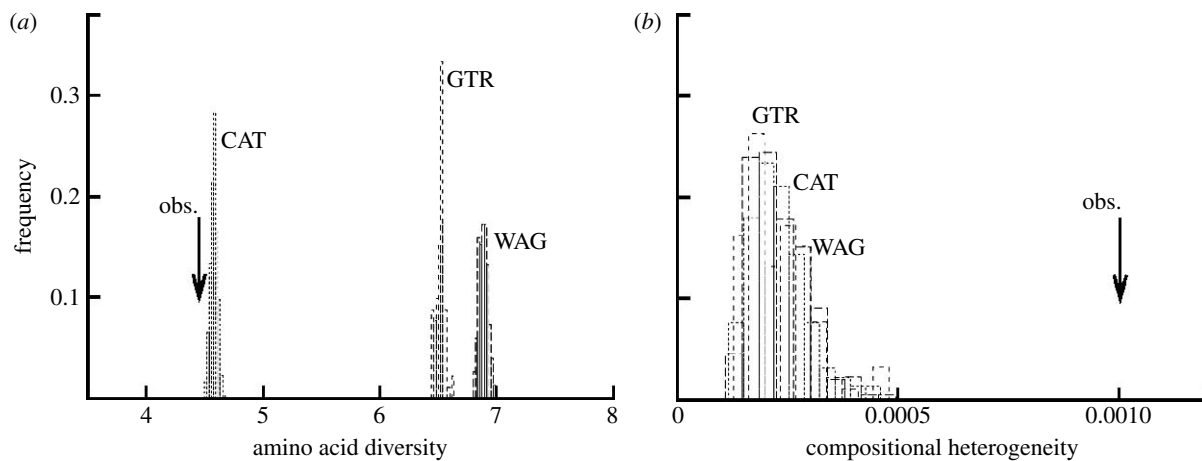 (a)
(b)
frequency
0.3
0.2
0.1
obs.
CAT
GTR
WAG
4
5
6
7
8
amino acid diversity
GTR
CAT
WAG
obs.
0
0.0005
0.0010
compositional heterogeneity